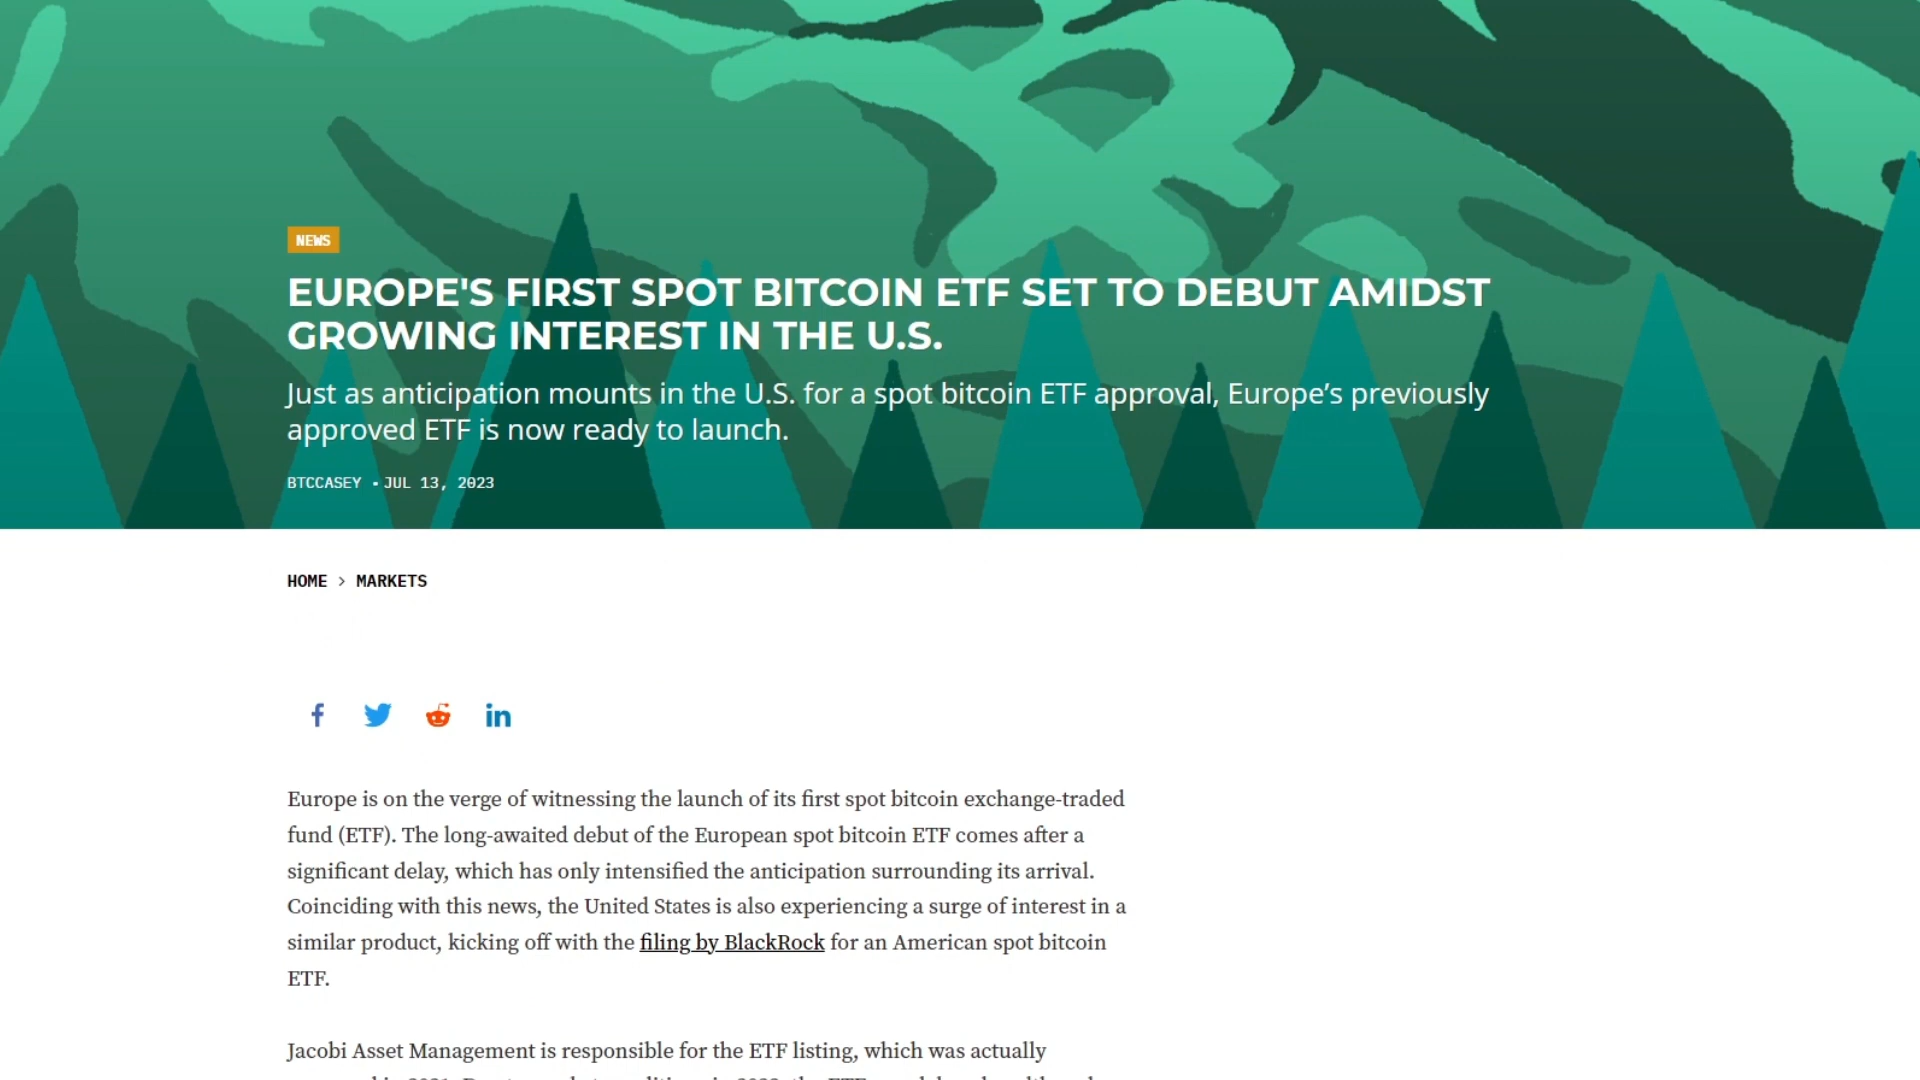 NEWS
EUROPE'S FIRST SPOT BITCOIN ETF SET TO DEBUT AMIDST
GROWING INTEREST IN THE U.S.
Just as anticipation mounts in the U.S. for a spot bitcoin ETF approval, Europe’s previously
approved ETF is now ready to launch.
BTCCASEY • JUL 13, 2023
HOME > MARKETS
Europe is on the verge of witnessing the launch of its first spot bitcoin exchange-traded
fund (ETF). The long-awaited debut of the European spot bitcoin ETF comes after a
significant delay, which has only intensified the anticipation surrounding its arrival.
Coinciding with this news, the United States is also experiencing a surge of interest in a
similar product, kicking off with the filing by BlackRock for an American spot bitcoin
ETF.
Jacobi Asset Management is responsible for the ETF listing, which was actually